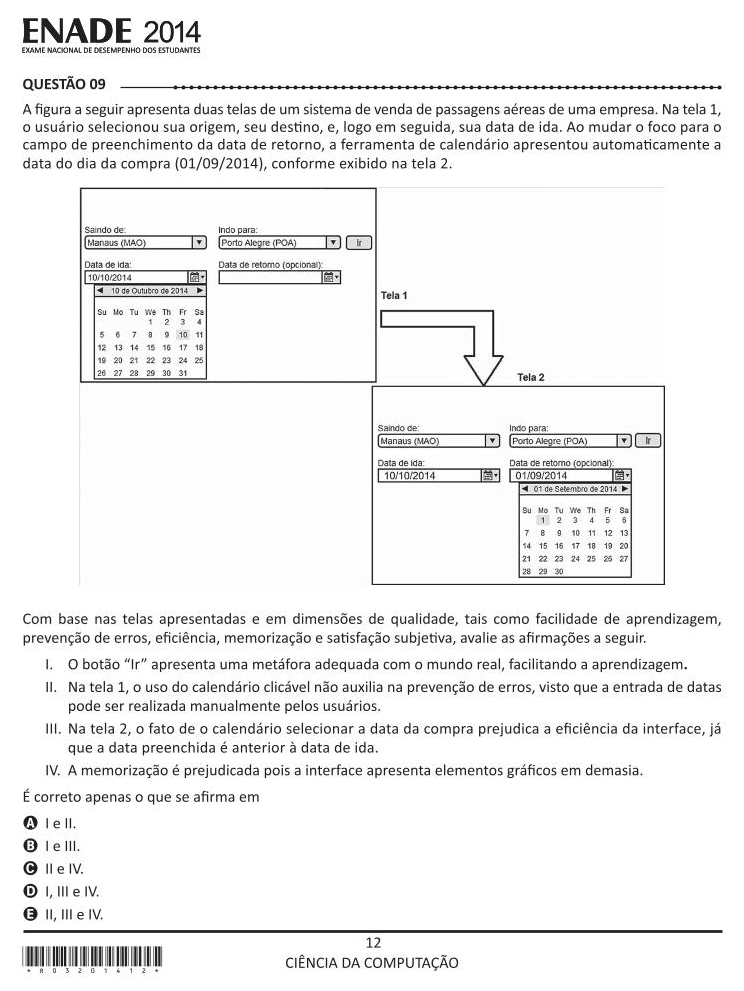 ENADE 2014
EXAME NACIONAL DE DESEMPENHO DOS ESTUDANTES
QUESTÃO 09
A figura a seguir apresenta duas telas de um sistema de venda de passagens aéreas de uma empresa. Na tela 1,
o usuário selecionou sua origem, seu destino, e, logo em seguida, sua data de ida. Ao mudar o foco para o
campo de preenchimento da data de retorno, a ferramenta de calendário apresentou automaticamente a
data do dia da compra (01/09/2014), conforme exibido na tela 2.
Saindo de: Indo para:
Manaus (MAO) Porto Alegre (POA) Ir
Data de ida: Data de retorno (opcional):
10/10/2014
10 de Outubro de 2014
Su Mo Tu We Th Fr Sa
1 2 3 4
5 6 7 8 9 10 11
12 13 14 15 16 17 18
19 20 21 22 23 24 25
26 27 28 29 30 31
Tela 1
Tela 2
Saindo de: Indo para:
Manaus (MAO) Porto Alegre (POA) Ir
Data de ida: Data de retorno (opcional):
10/10/2014 01/09/2014
01 de Setembro de 2014
Su Mo Tu We Th Fr Sa
1 2 3 4 5 6
7 8 9 10 11 12 13
14 15 16 17 18 19 20
21 22 23 24 25 26 27
28 29 30
Com base nas telas apresentadas e em dimensões de qualidade, tais como facilidade de aprendizagem,
prevenção de erros, eficiência, memorização e satisfação subjetiva, avalie as afirmações a seguir.
I. O botão “Ir” apresenta uma metáfora adequada com o mundo real, facilitando a aprendizagem.
II. Na tela 1, o uso do calendário clicável não auxilia na prevenção de erros, visto que a entrada de datas
pode ser realizada manualmente pelos usuários.
III. Na tela 2, o fato de o calendário selecionar a data da compra prejudica a eficiência da interface, já
que a data preenchida é anterior à data de ida.
IV. A memorização é prejudicada pois a interface apresenta elementos gráficos em demasia.
É correto apenas o que se afirma em
A I e II.
B I e III.
C II e IV.
D I, III e IV.
E II, III e IV.
12
CIÊNCIA DA COMPUTAÇÃO
* R 0 3 2 0 1 4 1 2 *